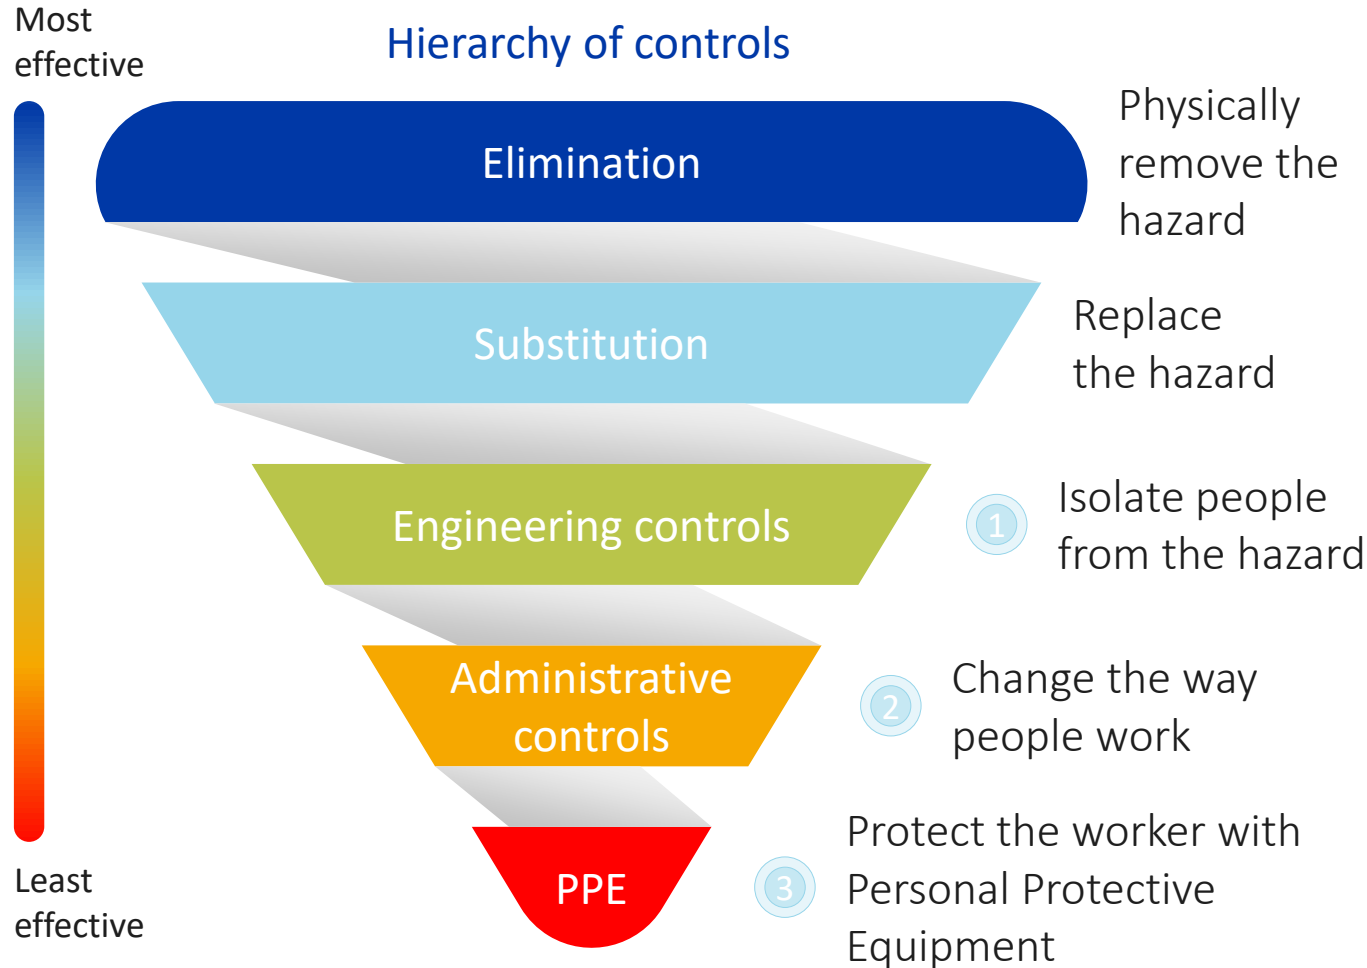 Most
effective
Hierarchy of controls
Elimination
Physically
remove the
hazard
Substitution
Replace
the hazard
Engineering controls
1
Isolate people
from the hazard
Administrative
controls
2
Change the way
people work
PPE
3
Protect the worker with
Personal Protective
Equipment
Least
effective